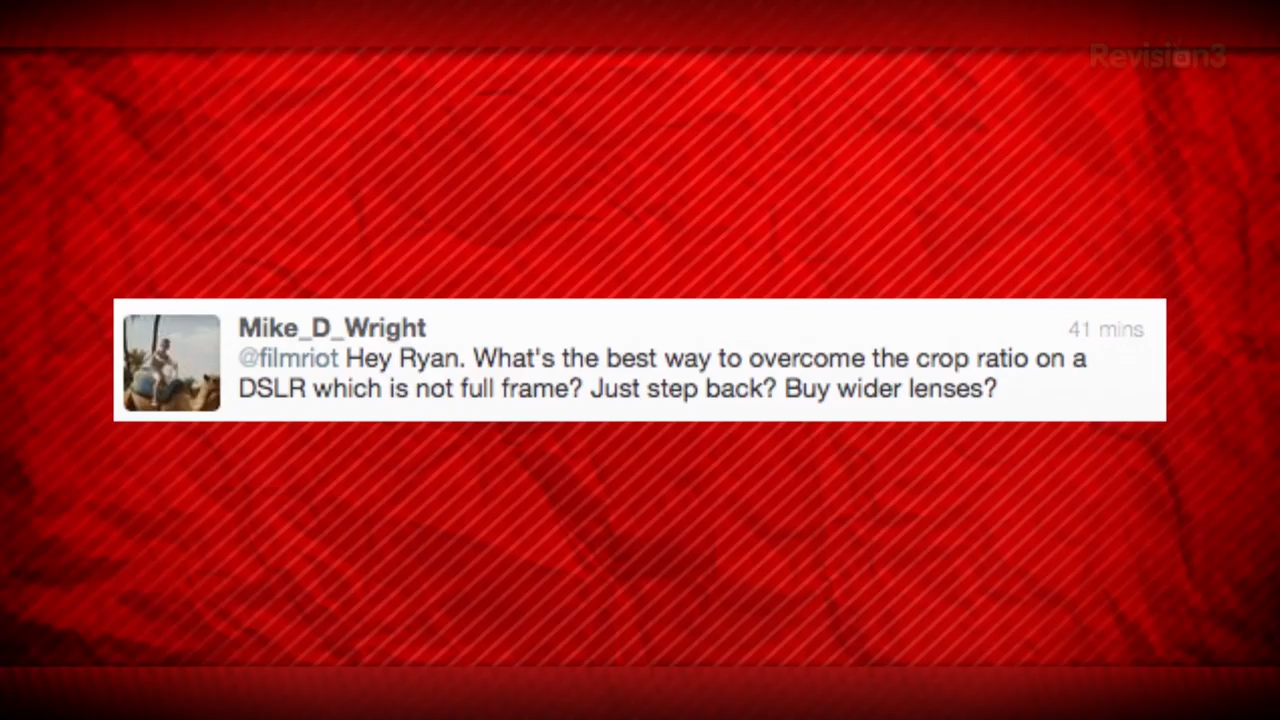 Revision3
Mike_D_Wright
41 mins
@filmriot Hey Ryan. What's the best way to overcome the crop ratio on a
DSLR which is not full frame? Just step back? Buy wider lenses?